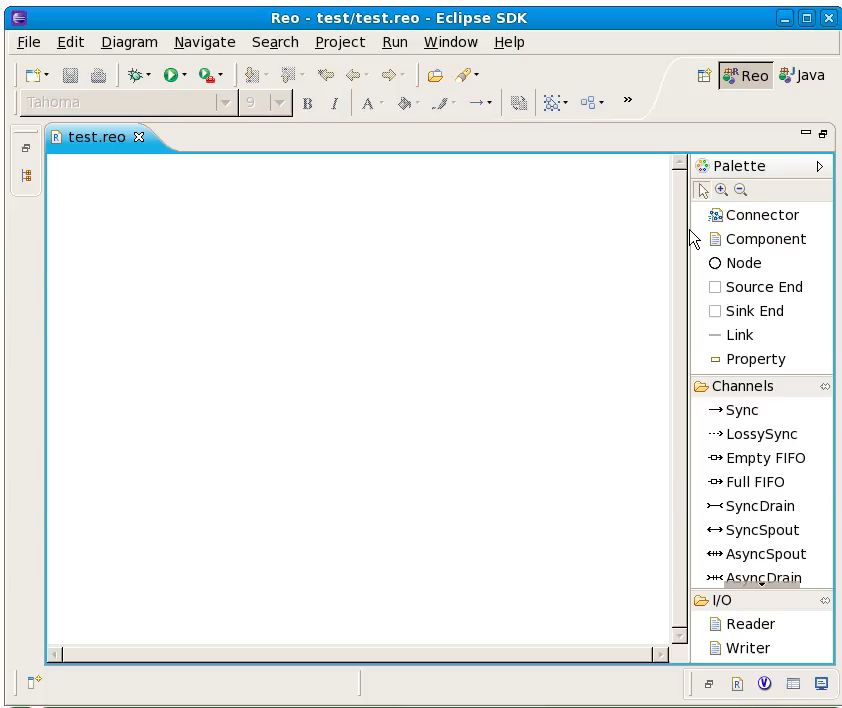 Reo - test/test.reo - Eclipse SDK
File Edit Diagram Navigate Search Project Run Window Help
Reo Java
Tahoma 9 B I A »
test.reo
Palette
Connector
Component
Node
Source End
Sink End
Link
Property
Channels
Sync
LossySync
Empty FIFO
Full FIFO
SyncDrain
SyncSpout
AsyncSpout
AsyncDrain
I/O
Reader
Writer